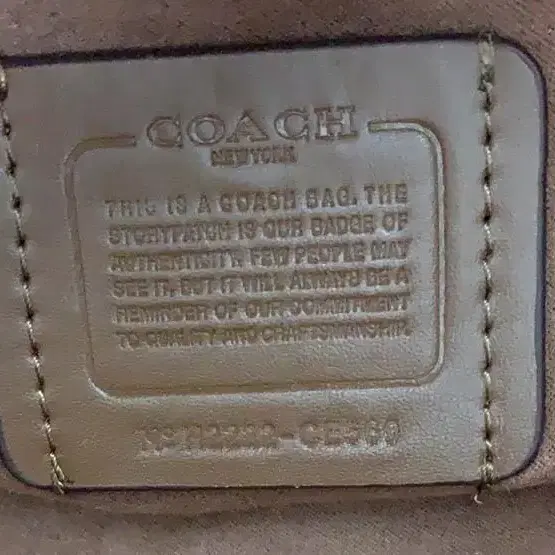 COACH
NEW YORK
THIS IS A COACH BAG. THE
STORYPATCH IS OUR BADGE OF
AUTHENTICITY. FEW PEOPLE MAY
SEE IT, BUT IT WILL ALWAYS BE A
REMINDER OF OUR COMMITMENT
TO QUALITY AND CRAFTSMANSHIP.